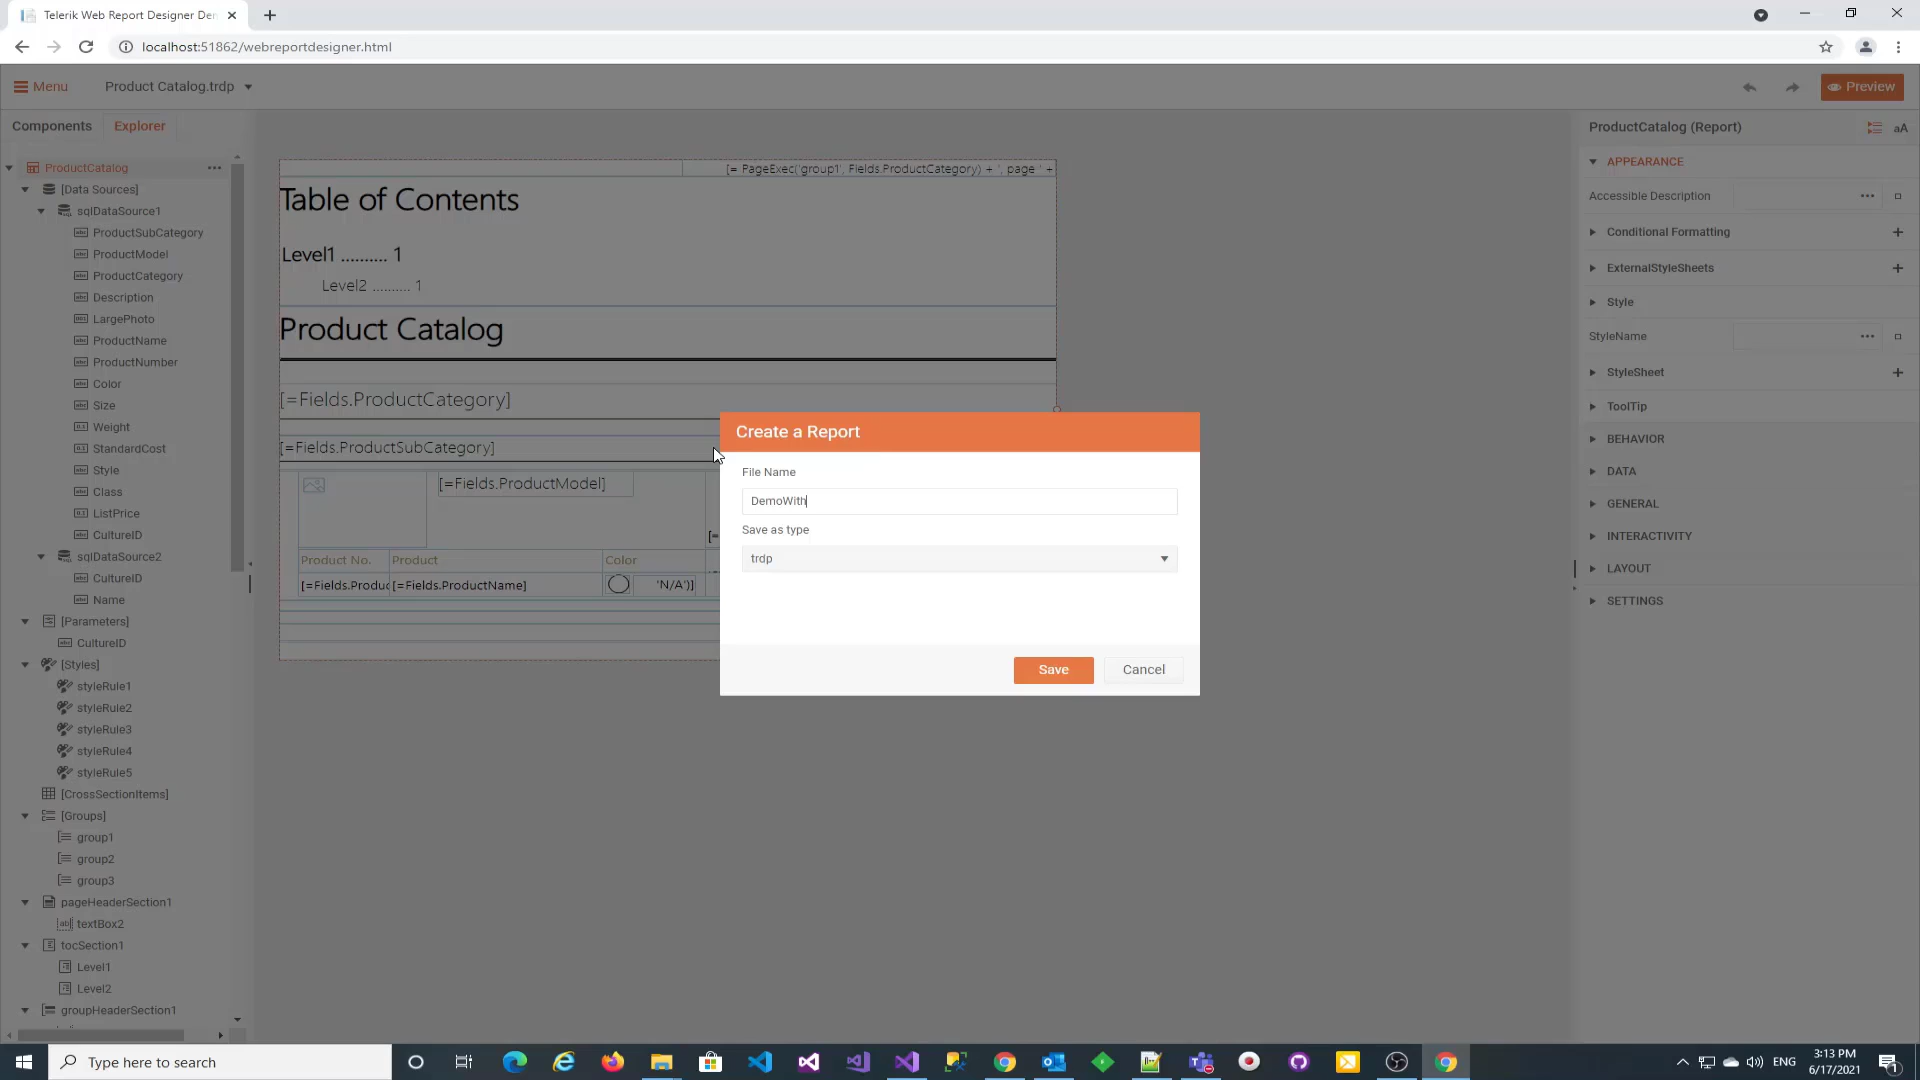 Telerik Web Report Designer Den
localhost:51862/webreportdesigner.html
Menu
Product Catalog.trdp
Preview
Components
Explorer
ProductCatalog
[Data Sources]
sqlDataSource1
ProductSubCategory
ProductModel
ProductCategory
Description
LargePhoto
ProductName
ProductNumber
Color
Size
Weight
StandardCost
Style
Class
ListPrice
CultureID
sqlDataSource2
CultureID
Name
[Parameters]
CultureID
[Styles]
styleRule1
styleRule2
styleRule3
styleRule4
styleRule5
[CrossSectionItems]
[Groups]
group1
group2
group3
pageHeaderSection1
textBox2
tocSection1
Level1
Level2
groupHeaderSection1
[= PageExec('group1', Fields.ProductCategory) + ', page ' +
Table of Contents
Level1 .......... 1
Level2 .......... 1
Product Catalog
[=Fields.ProductCategory]
[=Fields.ProductSubCategory]
[=Fields.ProductModel]
[=
Product No.
Product
Color
[=Fields.Produc
[=Fields.ProductName]
'N/A')]
Create a Report
File Name
DemoWith
Save as type
trdp
Save
Cancel
ProductCatalog (Report)
aA
APPEARANCE
Accessible Description
Conditional Formatting
ExternalStyleSheets
Style
StyleName
StyleSheet
ToolTip
BEHAVIOR
DATA
GENERAL
INTERACTIVITY
LAYOUT
SETTINGS
Type here to search
ENG
3:13 PM
6/17/2021
1